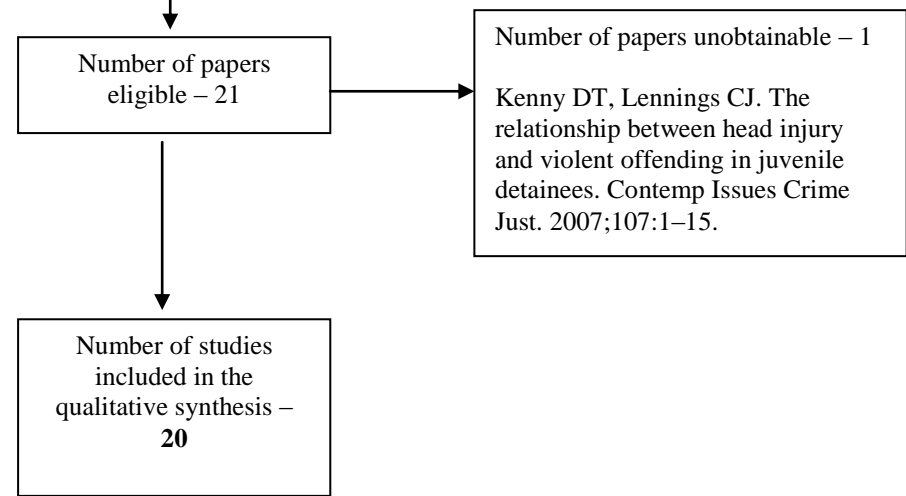 Number of papers
eligible – 21
Number of papers unobtainable – 1
Kenny DT, Lennings CJ. The
relationship between head injury
and violent offending in juvenile
detainees. Contemp Issues Crime
Just. 2007;107:1–15.
Number of studies
included in the
qualitative synthesis –
20